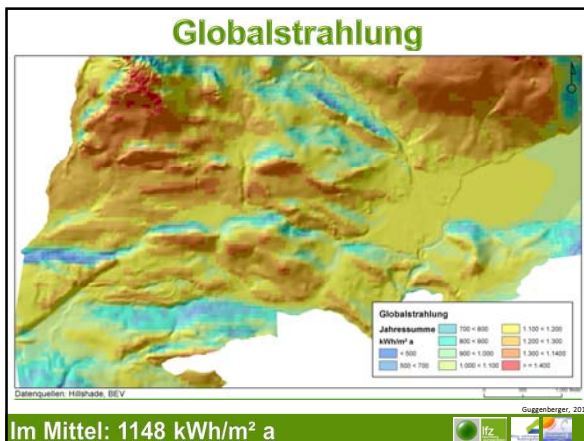 Globalstrahlung
Globalstrahlung
Jahressumme
kWh/m² a
< 500
500 < 700
700 < 800
800 < 900
900 < 1.000
1.000 < 1.100
1.100 < 1.200
1.200 < 1.300
1.300 < 1.1400
> = 1.400
Datenquellen: Hillshade, BEV
Guggenberger, 201
Im Mittel: 1148 kWh/m² a
lfz